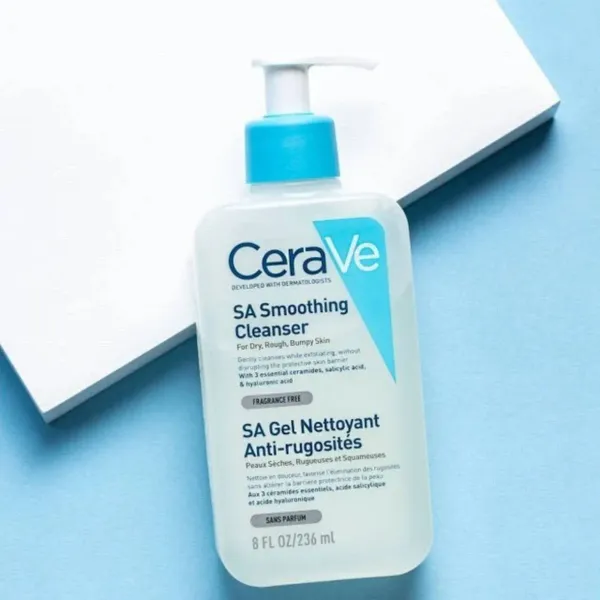 CeraVe
DEVELOPED WITH DERMATOLOGISTS
SA Smoothing
Cleanser
For Dry, Rough, Bumpy Skin
Gently cleanses while exfoliating, without
disrupting the protective skin barrier
With 3 essential ceramides, salicylic acid,
& hyaluronic acid
FRAGRANCE FREE
SA Gel Nettoyant
Anti-rugosités
Peaux Sèches, Rugueuses et Squameuses
Nettoie en douceur, favorise l'élimination des rugosités
sans altérer la barrière protectrice de la peau
Aux 3 céramides essentiels, acide salicylique
et acide hyaluronique
SANS PARFUM
8 FL OZ/236 ml